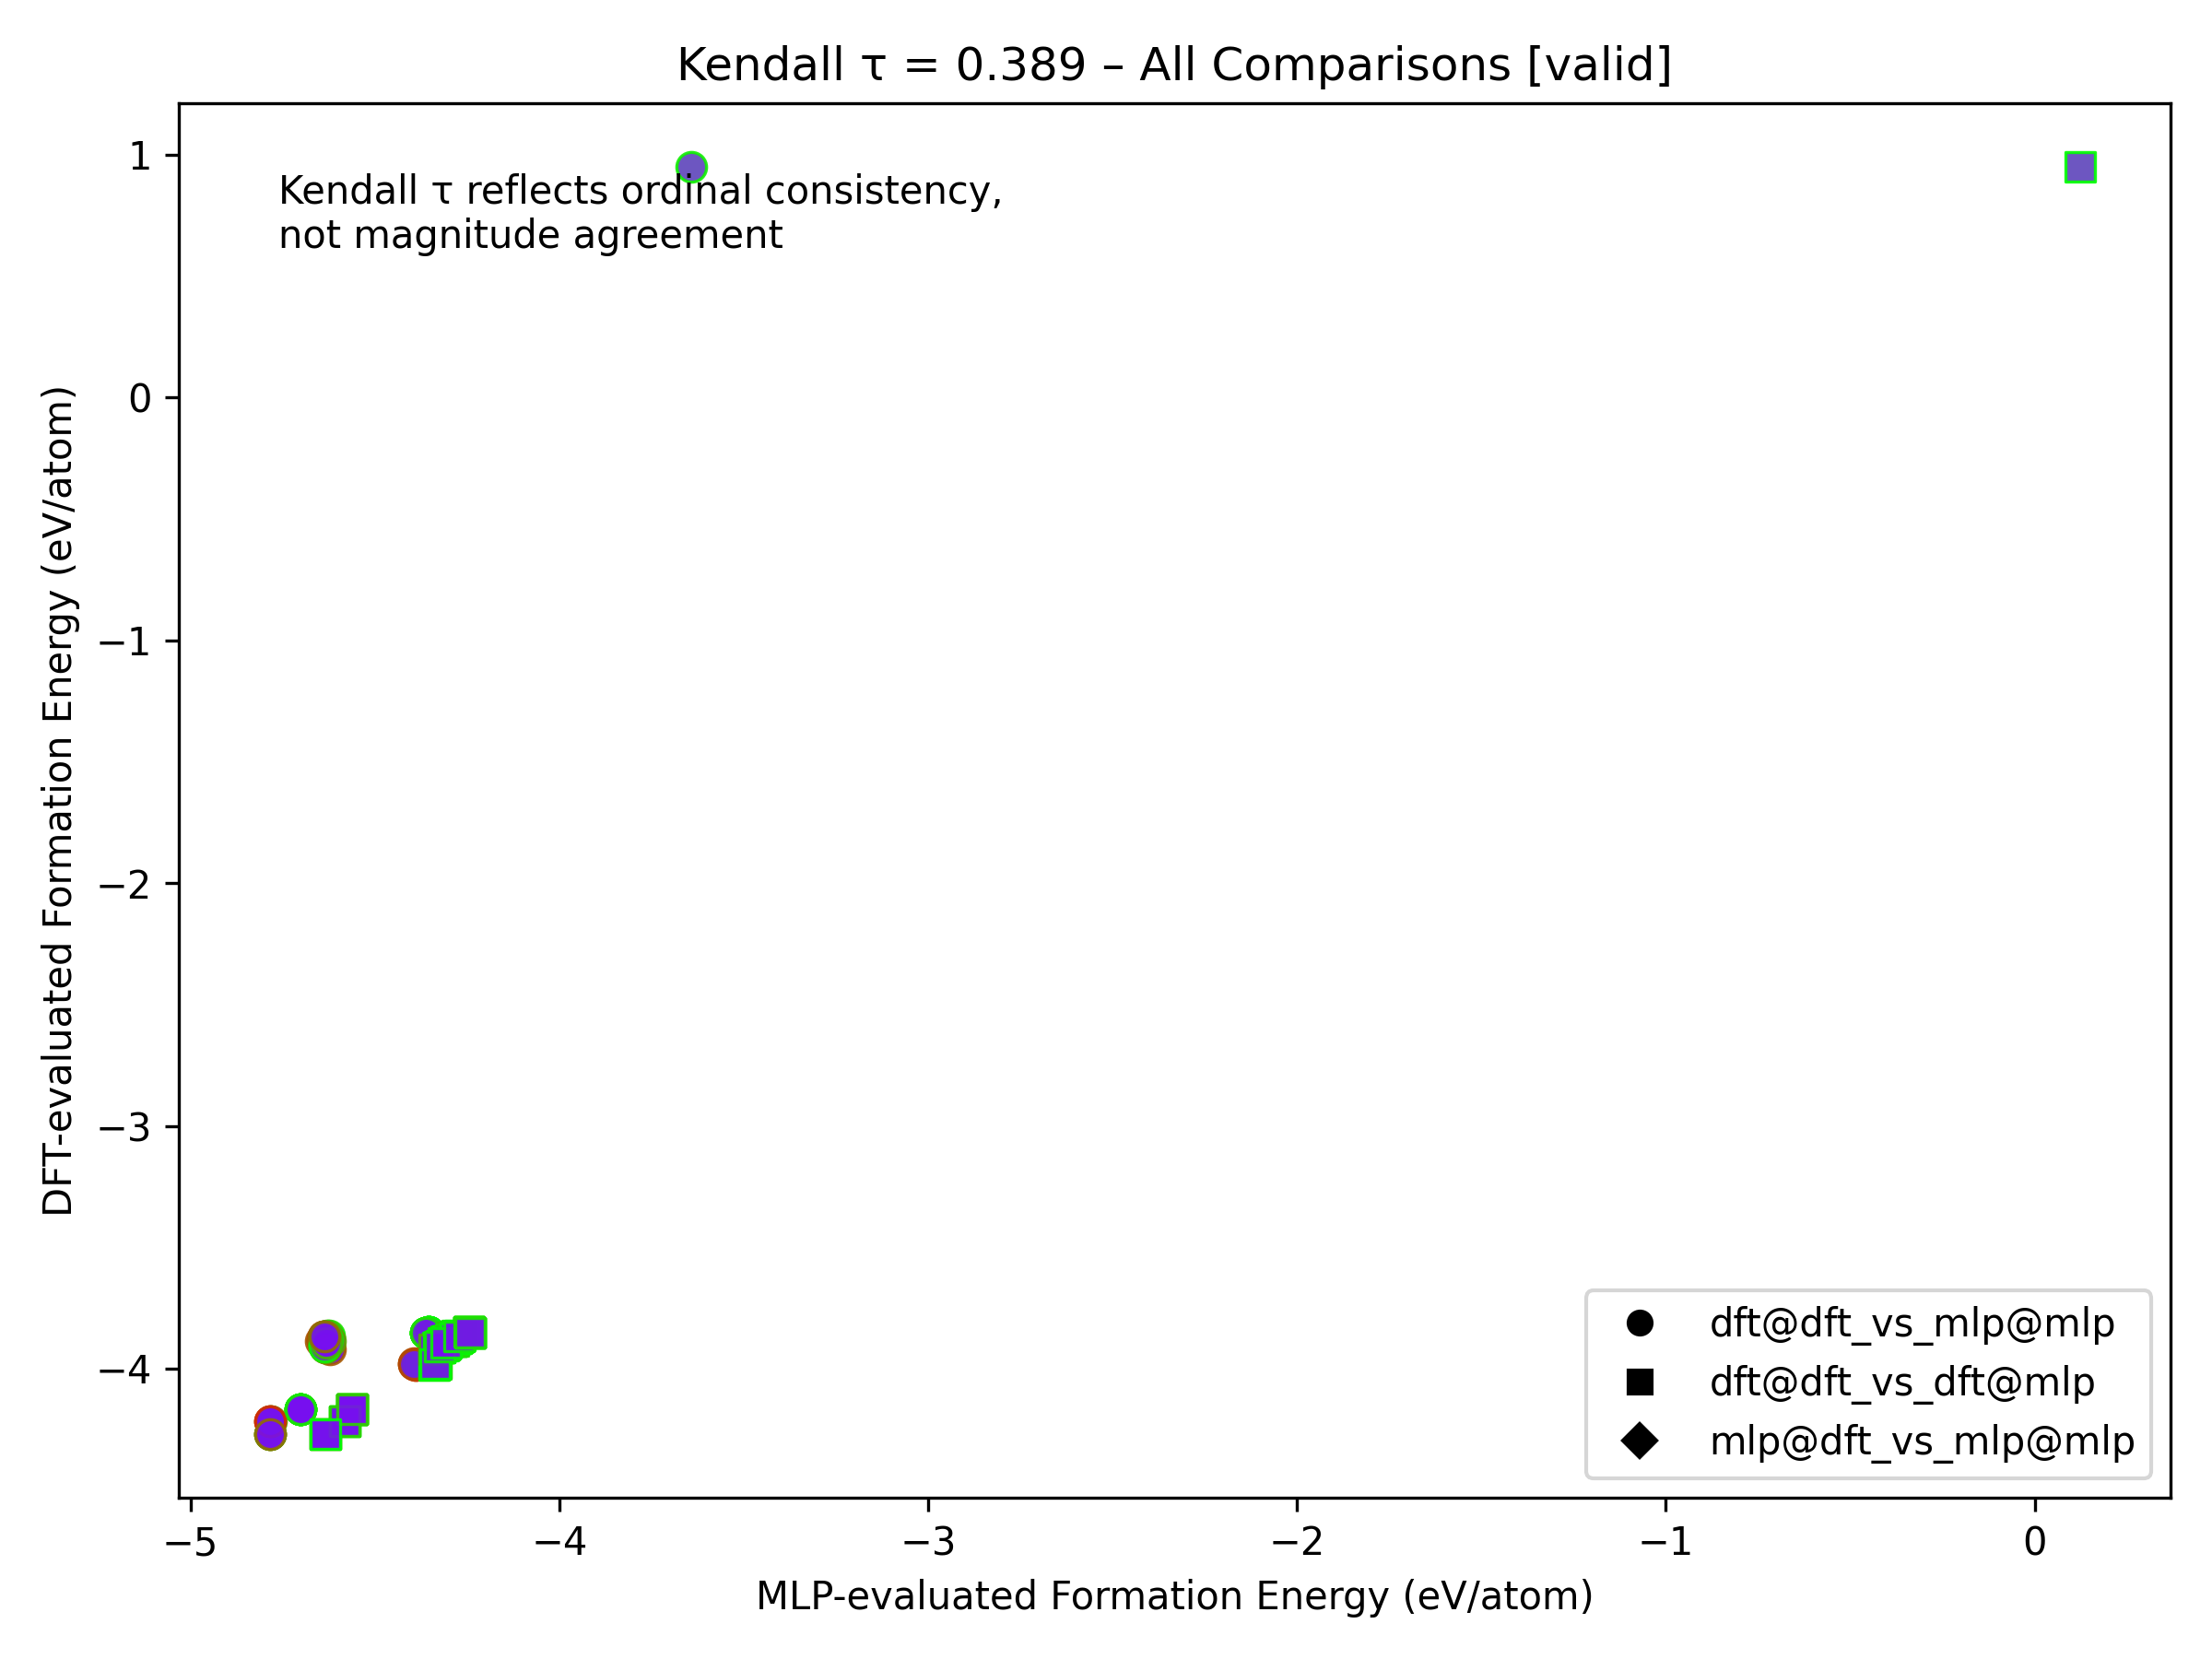 Kendall τ = 0.389 – All Comparisons [valid]
Kendall τ reflects ordinal consistency,
not magnitude agreement
DFT-evaluated Formation Energy (eV/atom)
1
0
−1
−2
−3
−4
−5
−4
−3
−2
−1
0
MLP-evaluated Formation Energy (eV/atom)
dft@dft_vs_mlp@mlp
dft@dft_vs_dft@mlp
mlp@dft_vs_mlp@mlp